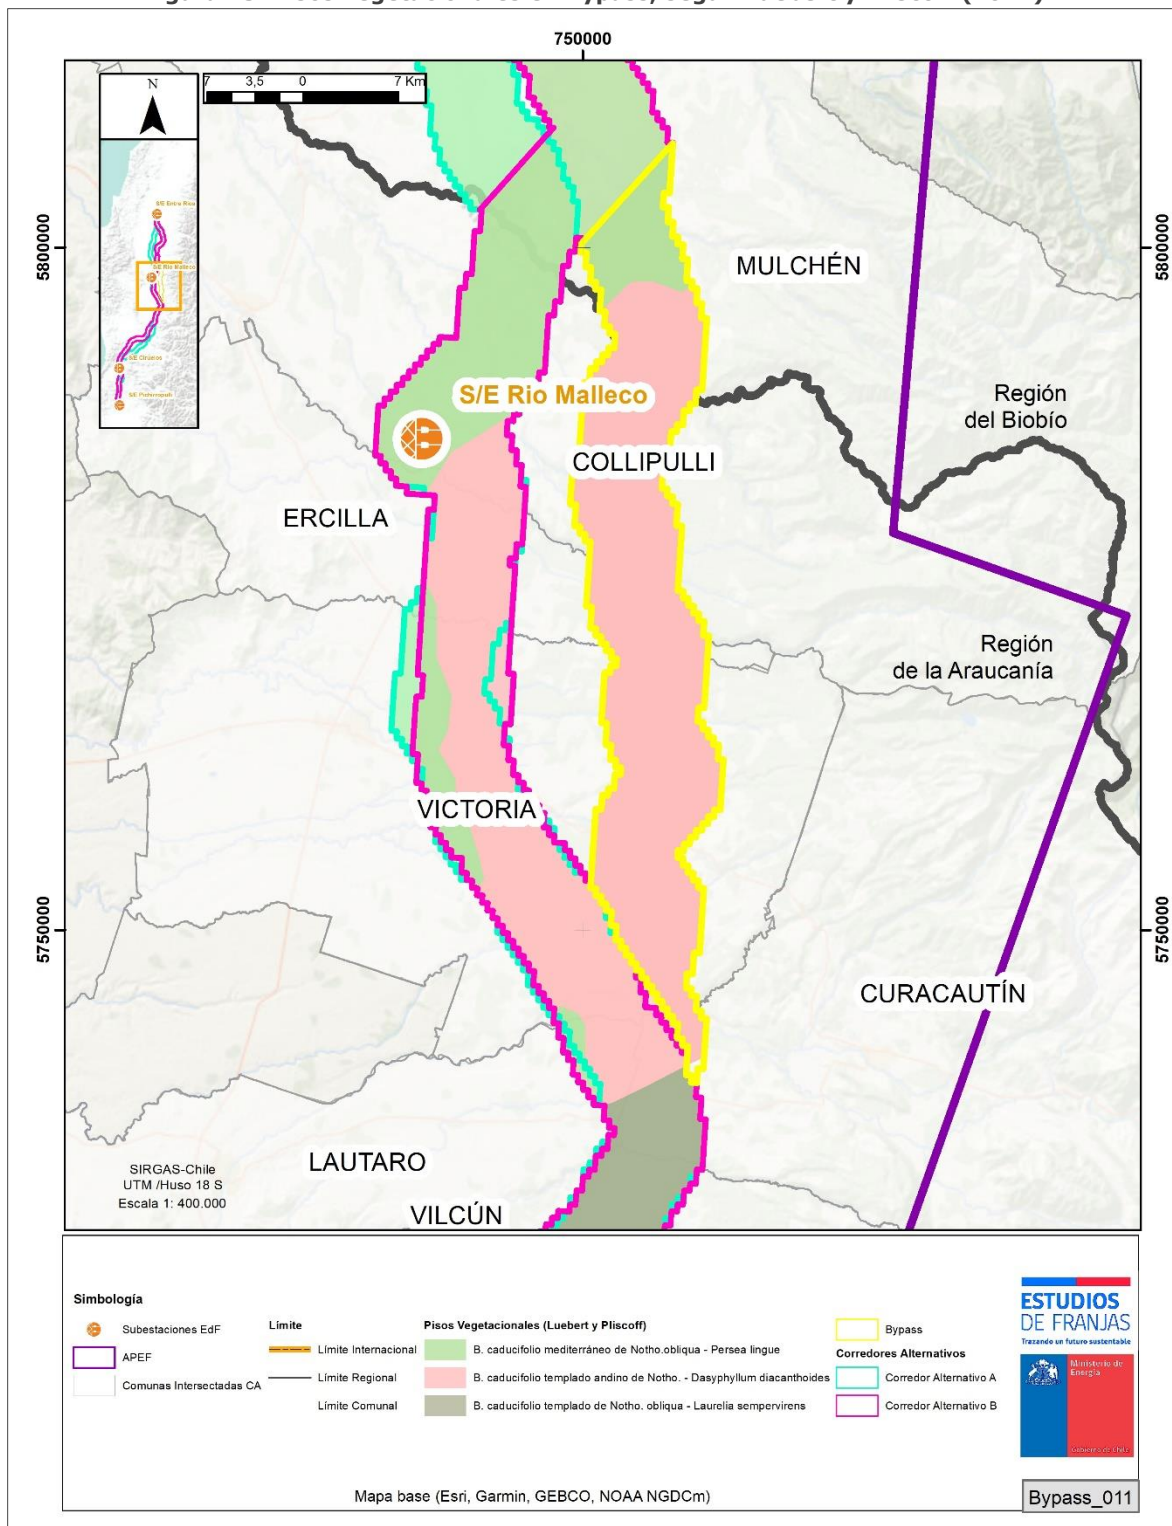 750000
N
7 3,5 0 7 Km
S/E Rio Malleco
5800000
5800000
MULCHÉN
Región
del Biobío
S/E Rio Malleco
COLLIPULLI
ERCILLA
Región
de la Araucanía
VICTORIA
5750000
5750000
CURACAUTÍN
LAUTARO
SIRGAS-Chile
UTM /Huso 18 S
Escala 1: 400.000
VILCÚN
Simbología
Subestaciones EdF
APEF
Comunas Intersectadas CA
Límite
Límite Internacional
Límite Regional
Límite Comunal
Pisos Vegetacionales (Luebert y Pliscoff)
B. caducifolio mediterráneo de Notho.obliqua - Persea lingue
B. caducifolio templado andino de Notho. - Dasyphyllum diacanthoides
B. caducifolio templado de Notho. obliqua - Laurelia sempervirens
Bypass
Corredores Alternativos
Corredor Alternativo A
Corredor Alternativo B
ESTUDIOS
DE FRANJAS
Trazando un futuro sustentable
Ministerio de
Energía
Gobierno de Chile
Mapa base (Esri, Garmin, GEBCO, NOAA NGDCm)
Bypass_011